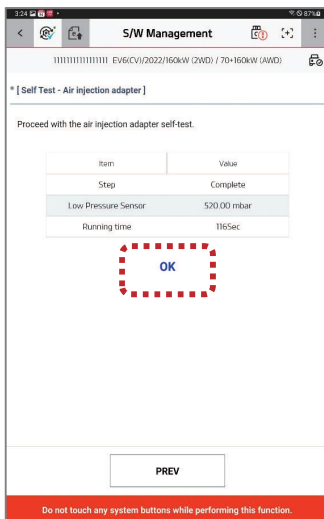 3:24
87%
S/W Management
11111111111111111 EV6(CV)/2022/160kW (2WD) / 70+160kW (AWD)
* [ Self Test - Air injection adapter ]
Proceed with the air injection adapter self-test.
Item Value
Step Complete
Low Pressure Sensor 520.00 mbar
Running time 116Sec
OK
PREV
Do not touch any system buttons while performing this function.